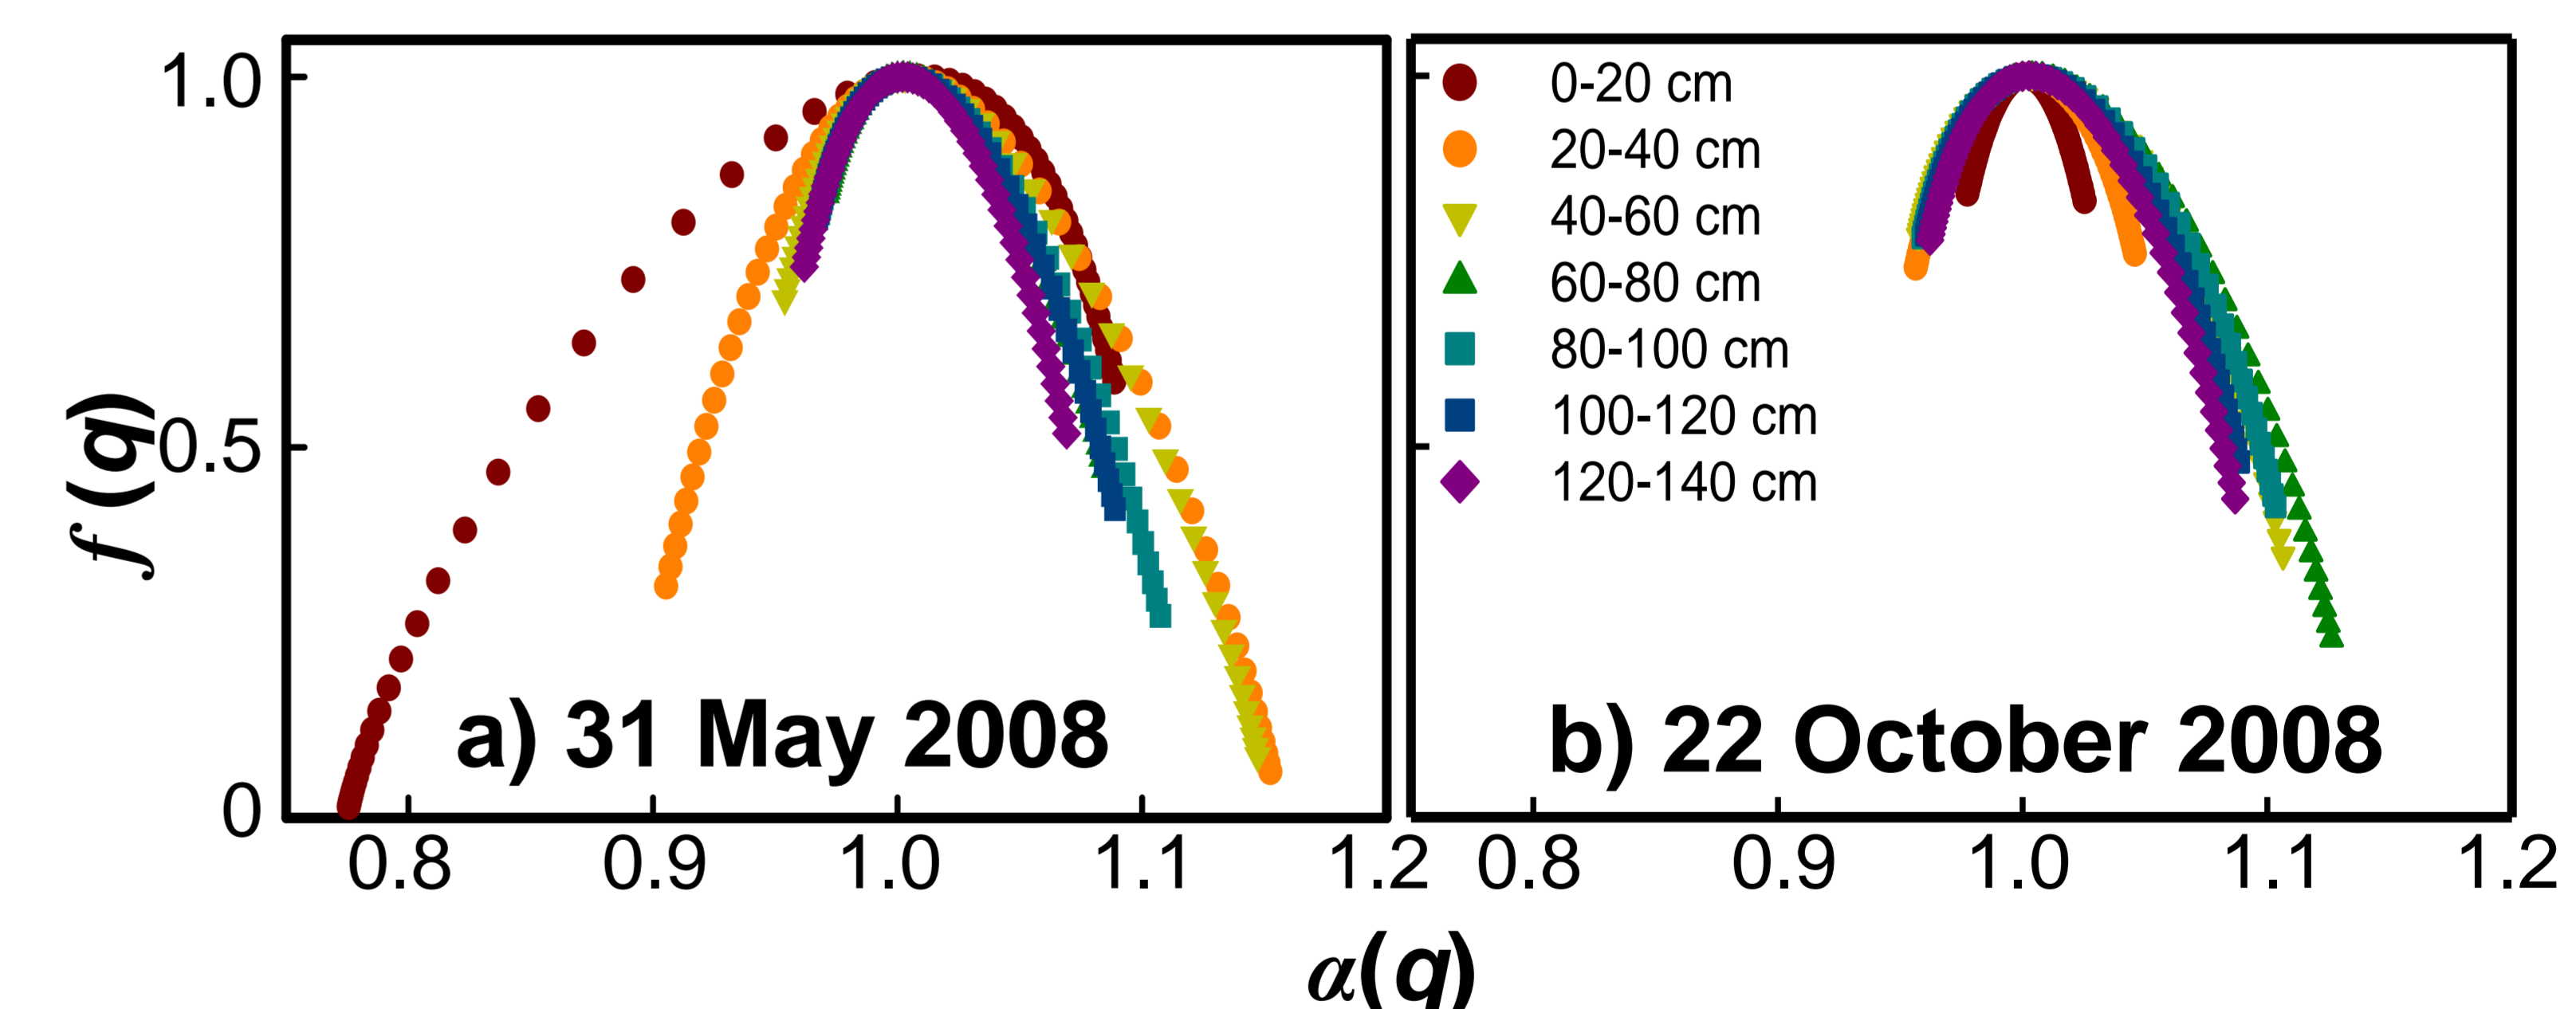 1.0
0.5
0
f (q)
a) 31 May 2008
0.8 0.9 1.0 1.1 1.2
0-20 cm
20-40 cm
40-60 cm
60-80 cm
80-100 cm
100-120 cm
120-140 cm
b) 22 October 2008
0.8 0.9 1.0 1.1 1.2
α(q)